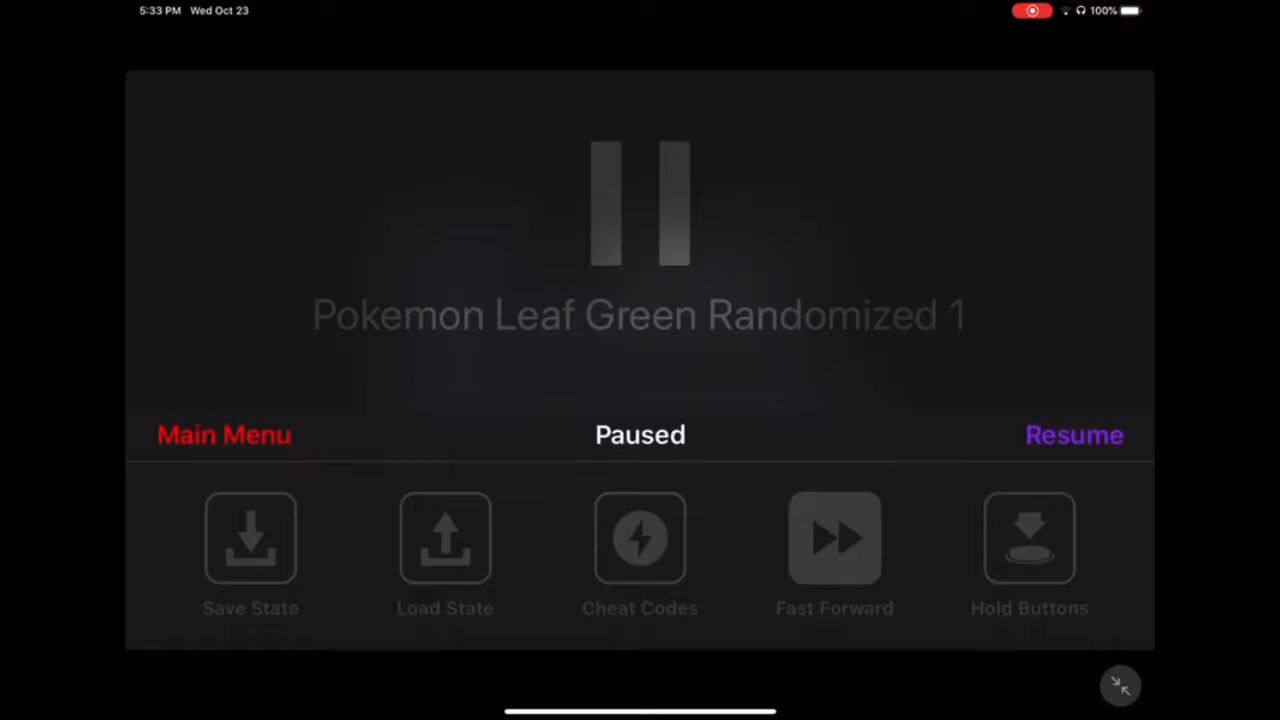 5:33 PM Wed Oct 23
100%
Pokemon Leaf Green Randomized 1
Main Menu
Paused
Resume
Save State
Load State
Cheat Codes
Fast Forward
Hold Buttons